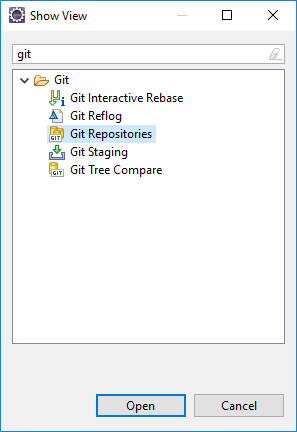 Show View
git
Git
Git Interactive Rebase
Git Reflog
Git Repositories
Git Staging
Git Tree Compare
Open
Cancel